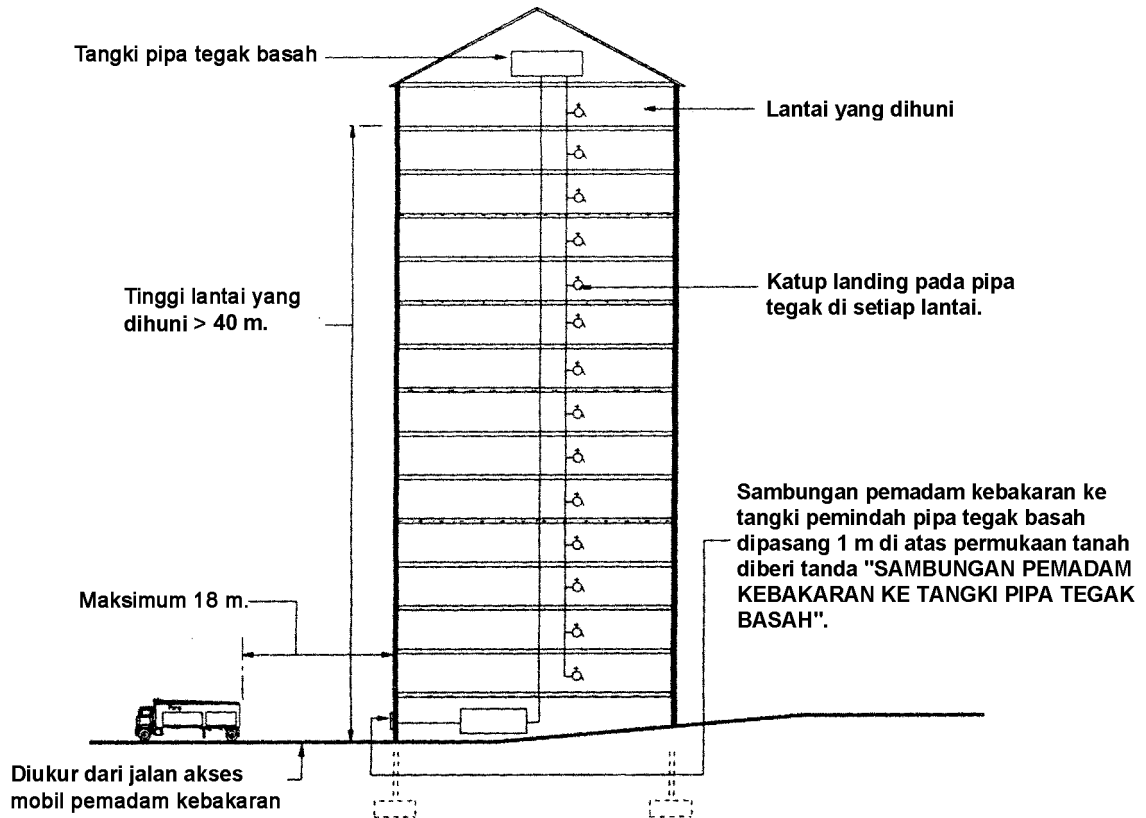 Tangki pipa tegak basah
Lantai yang dihuni
Tinggi lantai yang
dihuni > 40 m.
Katup landing pada pipa
tegak di setiap lantai.
Sambungan pemadam kebakaran ke
tangki pemindah pipa tegak basah
dipasang 1 m di atas permukaan tanah
diberi tanda "SAMBUNGAN PEMADAM
KEBAKARAN KE TANGKI PIPA TEGAK
BASAH".
Maksimum 18 m.
Diukur dari jalan akses
mobil pemadam kebakaran